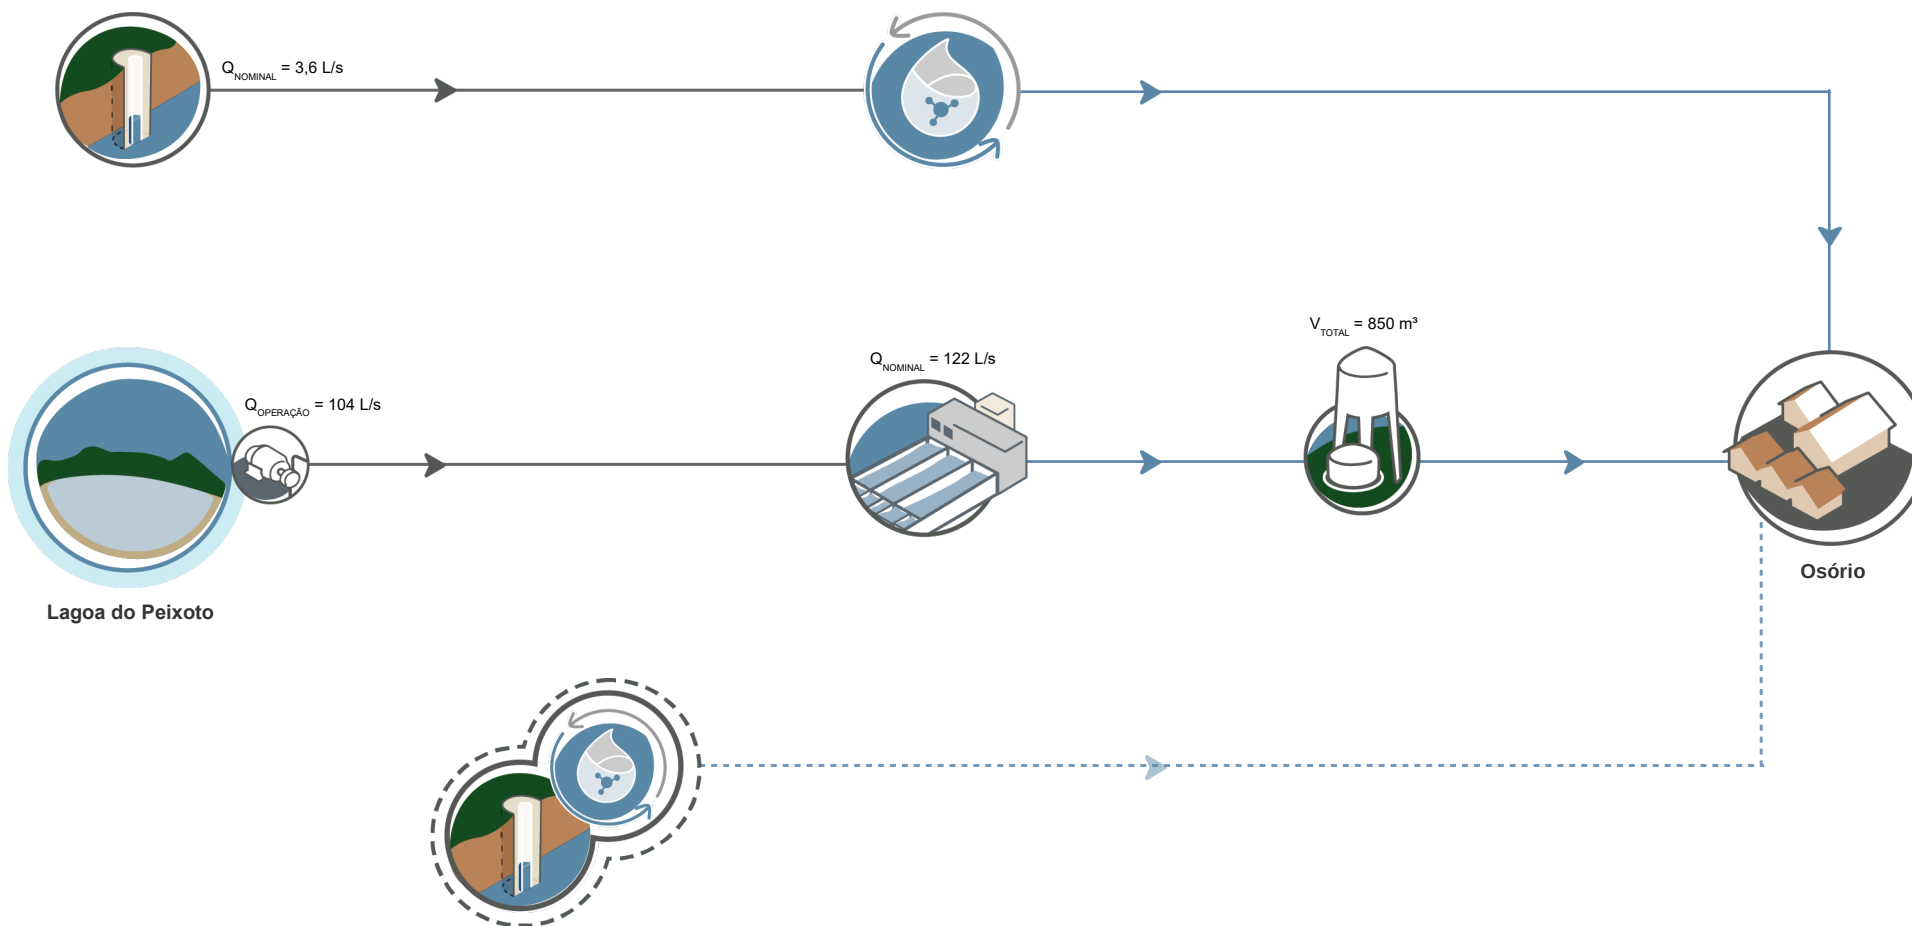 Q_NOMINAL = 3,6 L/s
V_TOTAL = 850 m³
Q_NOMINAL = 122 L/s
Q_OPERAÇÃO = 104 L/s
Osório
Lagoa do Peixoto